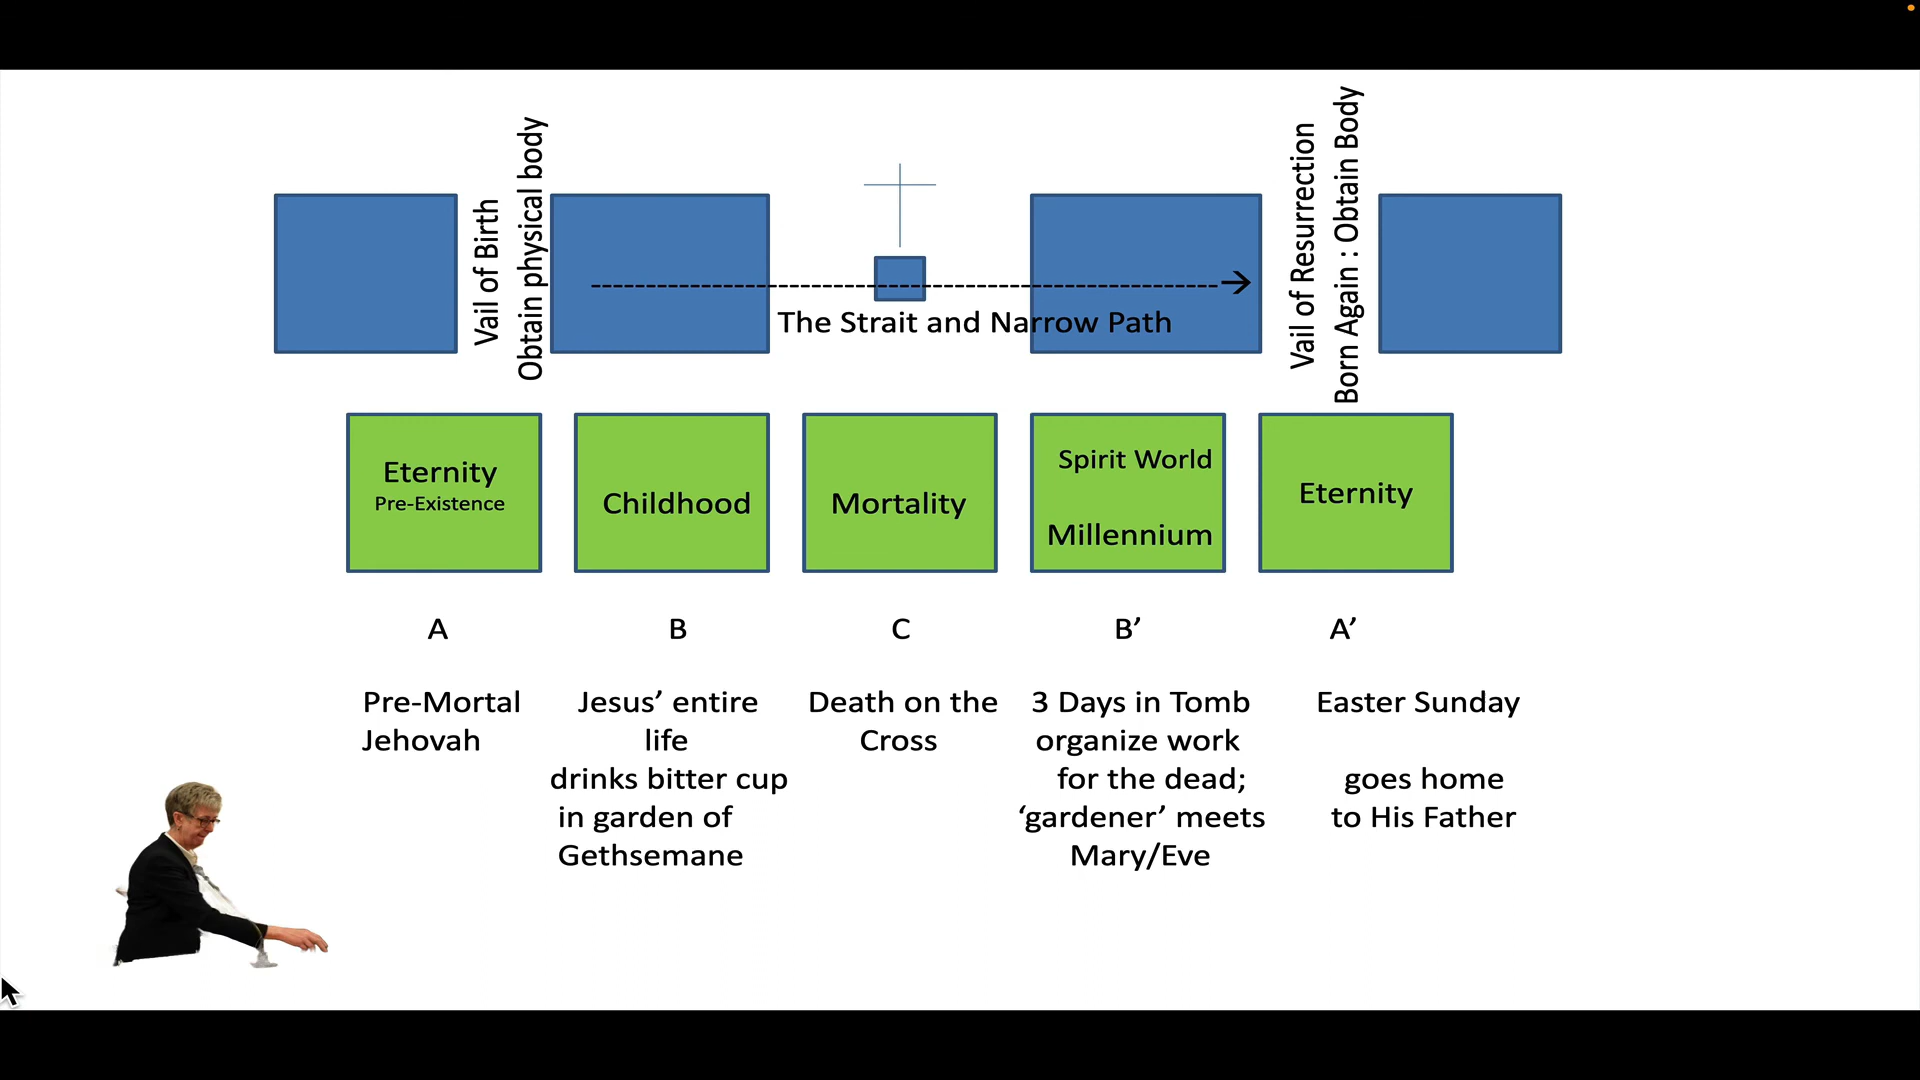 Vail of Birth
Obtain physical body
Vail of Resurrection
Born Again : Obtain Body
The Strait and Narrow Path
Eternity
Pre-Existence
Childhood
Mortality
Spirit World
Millennium
Eternity
A
B
C
B’
A’
Pre-Mortal
Jehovah
Jesus’ entire
life
drinks bitter cup
in garden of
Gethsemane
Death on the
Cross
3 Days in Tomb
organize work
for the dead;
‘gardener’ meets
Mary/Eve
Easter Sunday
goes home
to His Father